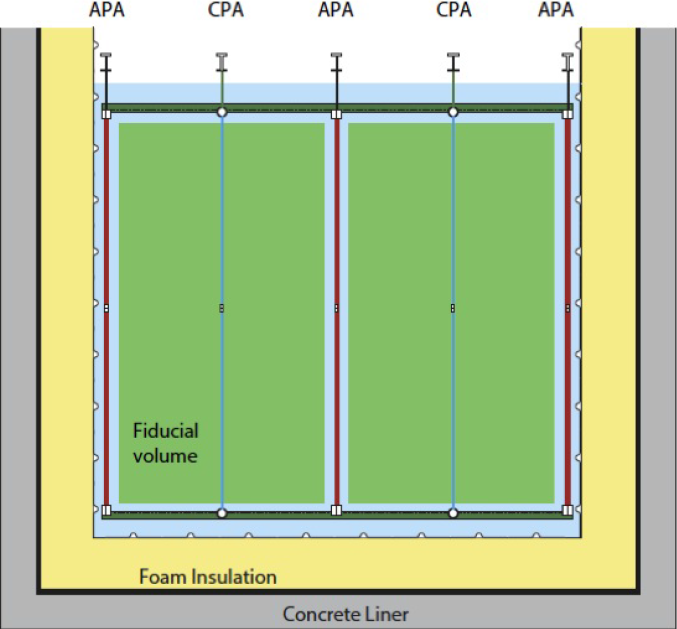 APA CPA APA CPA APA
Fiducial
volume
Foam Insulation
Concrete Liner